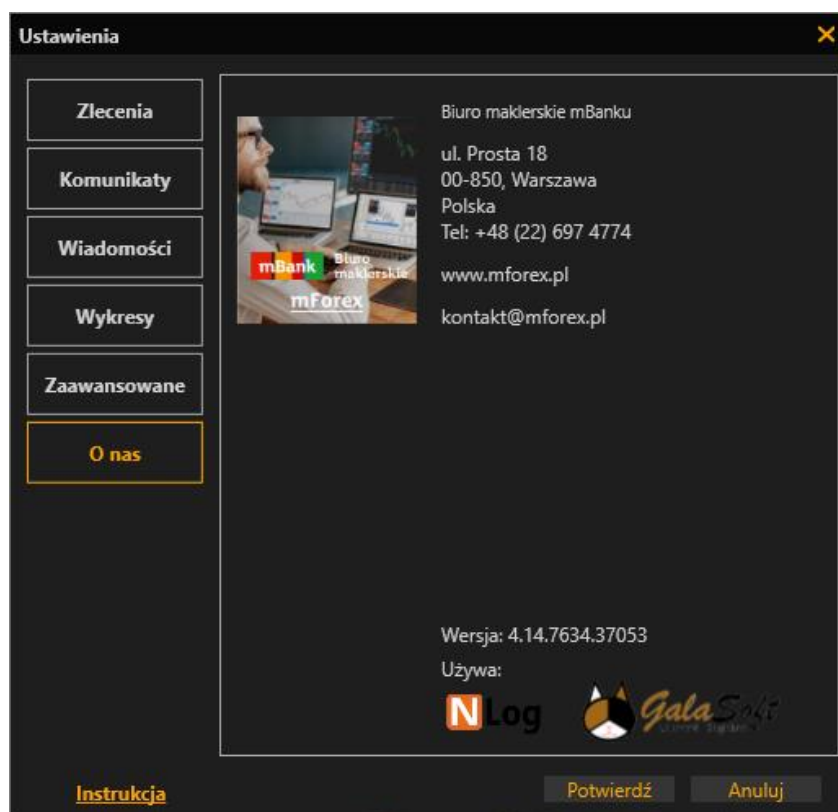 Ustawienia
Zlecenia
Komunikaty
Wiadomości
Wykresy
Zaawansowane
O nas
mBank Biuro
maklerskie
mForex
Biuro maklerskie mBanku
ul. Prosta 18
00-850, Warszawa
Polska
Tel: +48 (22) 697 4774
www.mforex.pl
kontakt@mforex.pl
Wersja: 4.14.7634.37053
Używa:
NLog
GalaSoft
Instrukcja
Potwierdź
Anuluj